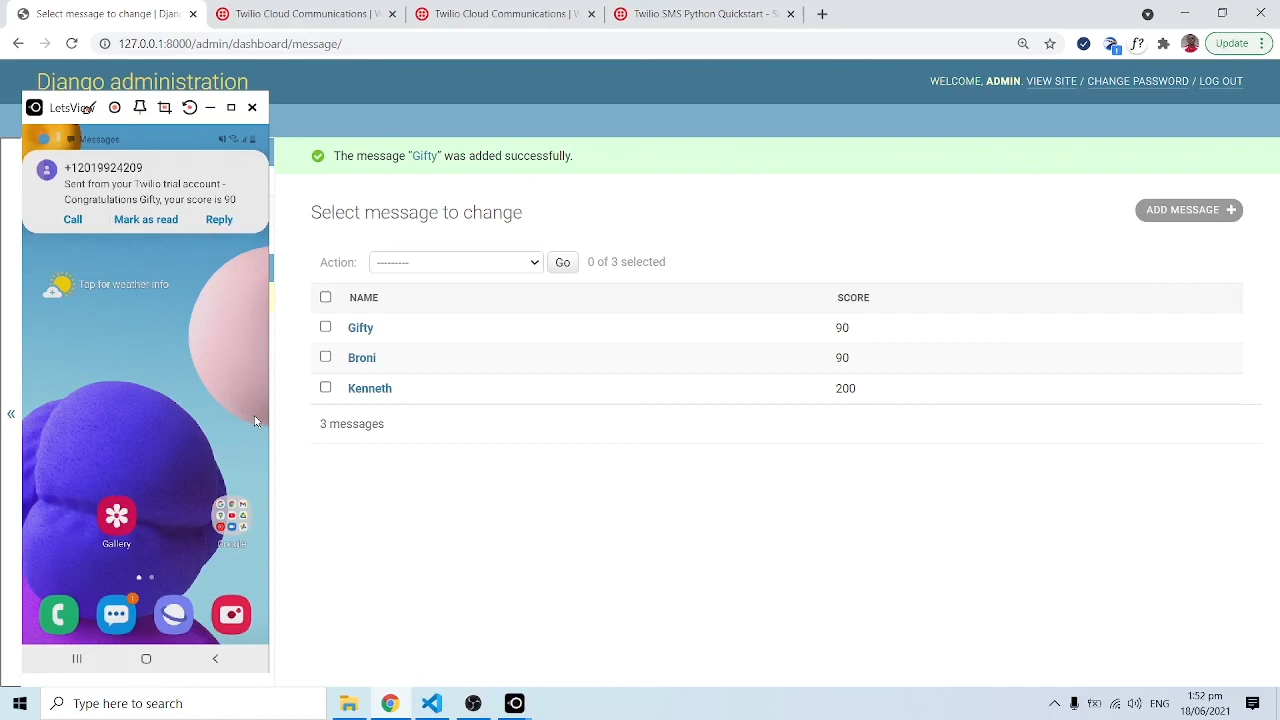 Select message to change | Dj
Twilio Cloud Communications | W
Twilio Cloud Communications | W
Twilio SMS Python Quickstart - S
127.0.0.1:8000/admin/dashboard/message/
Update
Django administration
WELCOME, ADMIN. VIEW SITE / CHANGE PASSWORD / LOG OUT
LetsView
Messages
+12019924209
Sent from your Twilio trial account -
Congratulations Gifty, your score is 90
Call Mark as read Reply
Tap for weather info
Gallery
Google
The message “Gifty” was added successfully.
Select message to change
ADD MESSAGE +
Action: --------- Go 0 of 3 selected
NAME SCORE
Gifty 90
Broni 90
Kenneth 200
3 messages
Type here to search
ENG
1:52 pm
18/06/2021